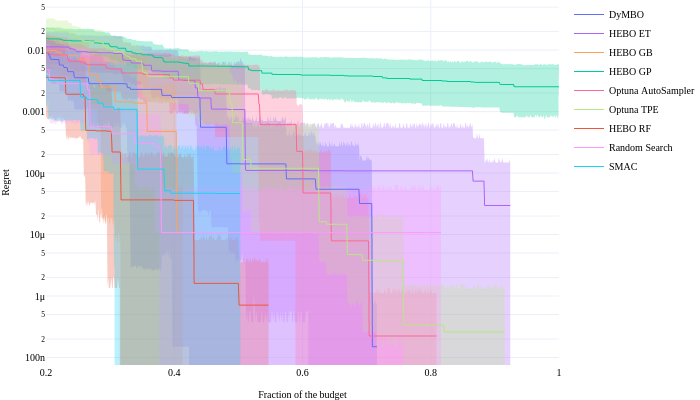 5
2
0.01
5
2
0.001
5
2
100μ
5
2
10μ
5
2
1μ
5
2
100n
0.2
0.4
0.6
0.8
1
Fraction of the budget
Regret
DyMBO
HEBO ET
HEBO GB
HEBO GP
Optuna AutoSampler
Optuna TPE
HEBO RF
Random Search
SMAC